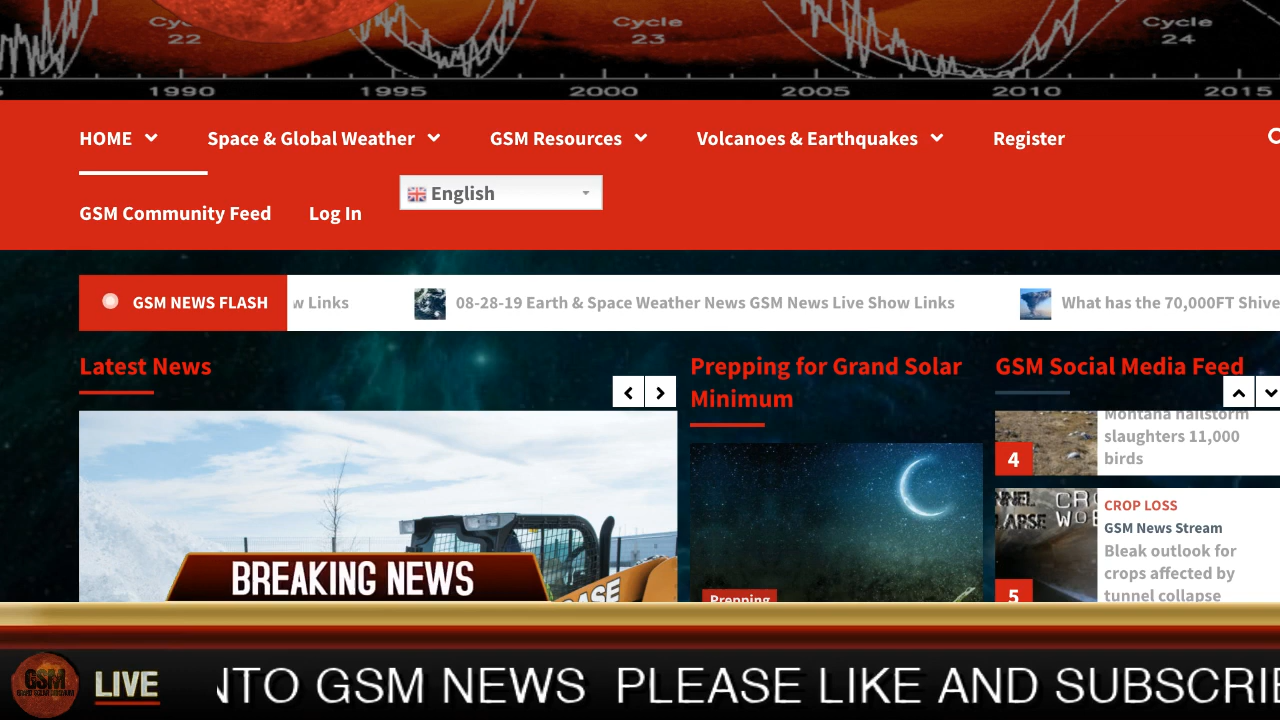 Cycle 22
Cycle 23
Cycle 24
1990 1995 2000 2005 2010 2015
HOME Space & Global Weather GSM Resources Volcanoes & Earthquakes Register
GSM Community Feed Log In English
GSM NEWS FLASH w Links 08-28-19 Earth & Space Weather News GSM News Live Show Links What has the 70,000FT Shive
Latest News
Prepping for Grand Solar
Minimum
GSM Social Media Feed
Montana hailstorm
slaughters 11,000
birds
4
CROP LOSS
GSM News Stream
Bleak outlook for
crops affected by
tunnel collapse
5
BREAKING NEWS
CASE
Prepping
GSM
LIVE
NTO GSM NEWS PLEASE LIKE AND SUBSCRI